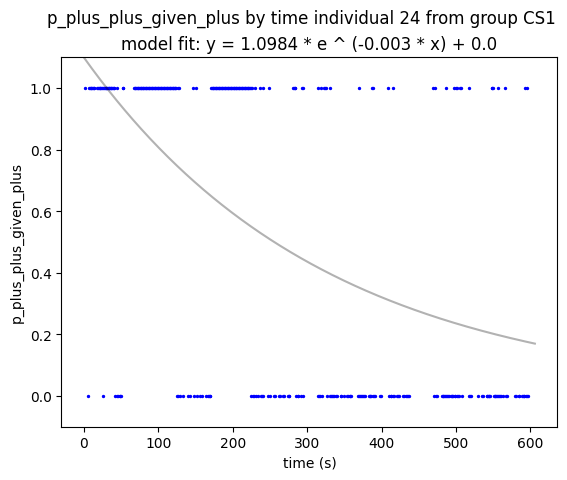 p_plus_plus_given_plus by time individual 24 from group CS1
model fit: y = 1.0984 * e ^ (-0.003 * x) + 0.0
p_plus_plus_given_plus
1.0
0.8
0.6
0.4
0.2
0.0
0 100 200 300 400 500 600
time (s)